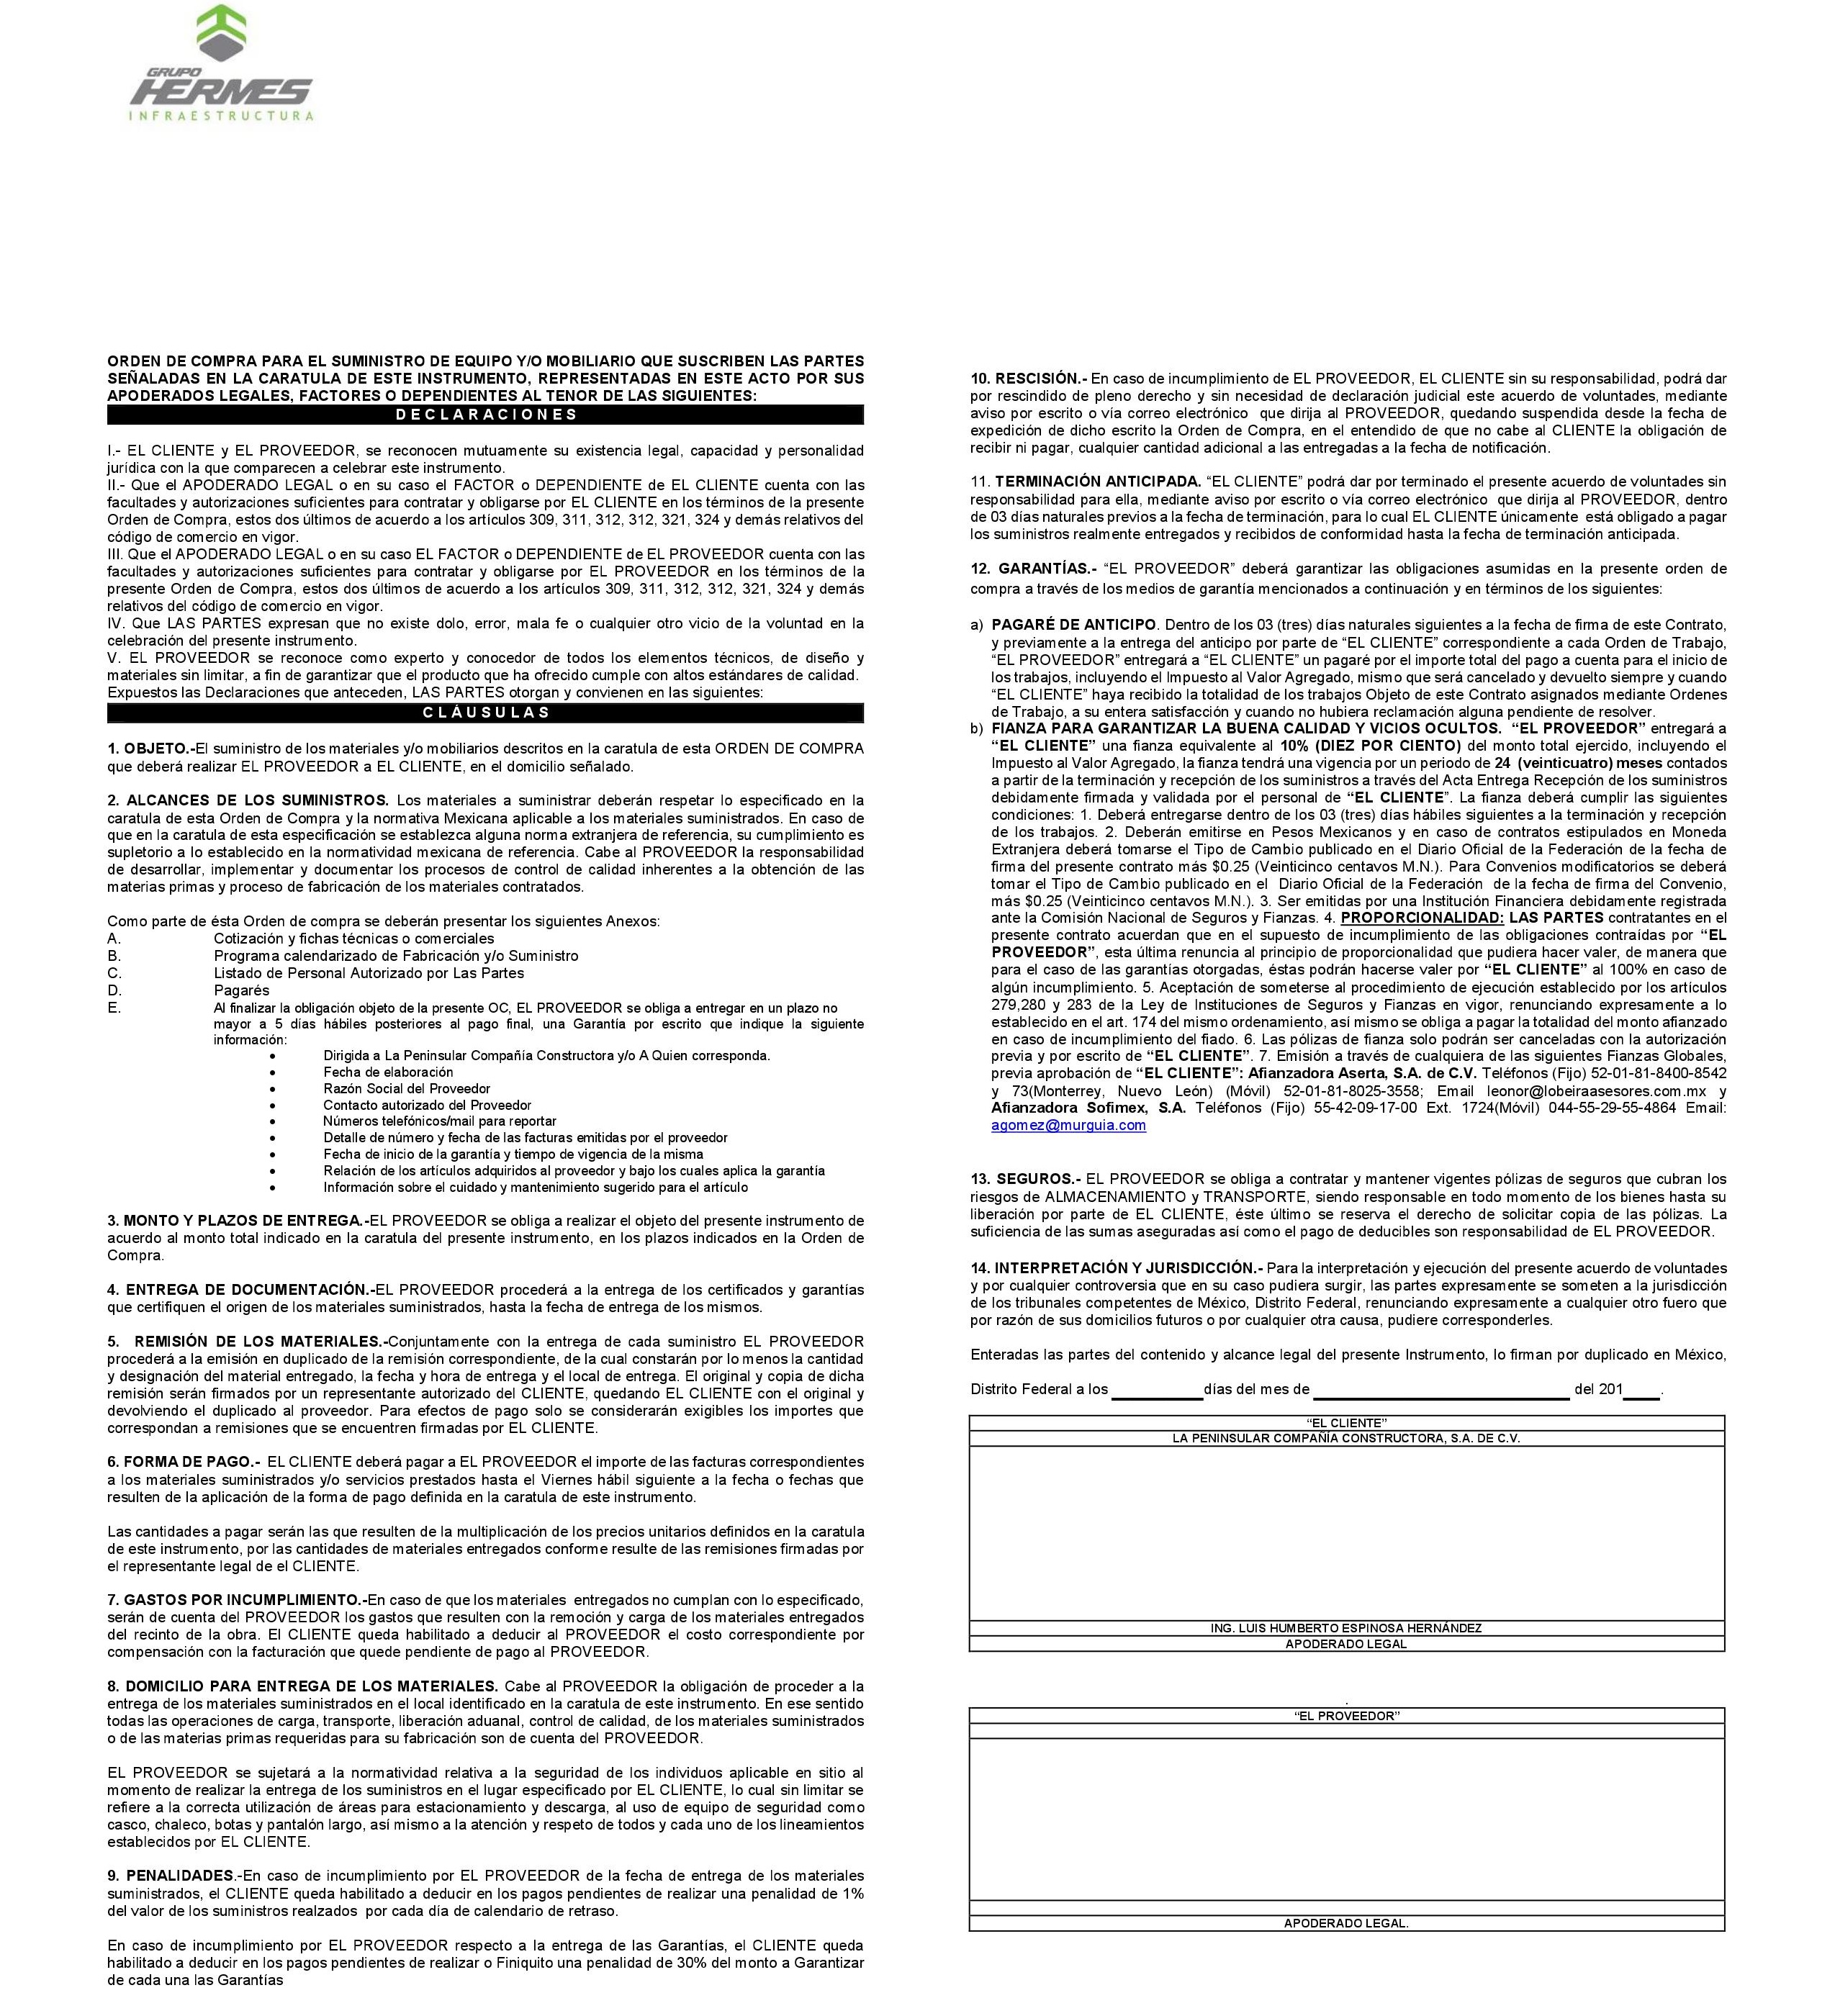 GRUPO
HERMES
INFRAESTRUCTURA
ORDEN DE COMPRA PARA EL SUMINISTRO DE EQUIPO Y/O MOBILIARIO QUE SUSCRIBEN LAS PARTES
SEÑALADAS EN LA CARATULA DE ESTE INSTRUMENTO, REPRESENTADAS EN ESTE ACTO POR SUS
APODERADOS LEGALES, FACTORES O DEPENDIENTES AL TENOR DE LAS SIGUIENTES:
DECLARACIONES
I.- EL CLIENTE y EL PROVEEDOR, se reconocen mutuamente su existencia legal, capacidad y personalidad
jurídica con la que comparecen a celebrar este instrumento.
II.- Que el APODERADO LEGAL o en su caso el FACTOR o DEPENDIENTE de EL CLIENTE cuenta con las
facultades y autorizaciones suficientes para contratar y obligarse por EL CLIENTE en los términos de la presente
Orden de Compra, estos dos últimos de acuerdo a los artículos 309, 311, 312, 312, 321, 324 y demás relativos del
código de comercio en vigor.
III. Que el APODERADO LEGAL o en su caso EL FACTOR o DEPENDIENTE de EL PROVEEDOR cuenta con las
facultades y autorizaciones suficientes para contratar y obligarse por EL PROVEEDOR en los términos de la
presente Orden de Compra, estos dos últimos de acuerdo a los artículos 309, 311, 312, 312, 321, 324 y demás
relativos del código de comercio en vigor.
IV. Que LAS PARTES expresan que no existe dolo, error, mala fe o cualquier otro vicio de la voluntad en la
celebración del presente instrumento.
V. EL PROVEEDOR se reconoce como experto y conocedor de todos los elementos técnicos, de diseño y
materiales sin limitar, a fin de garantizar que el producto que ha ofrecido cumple con altos estándares de calidad.
Expuestos las Declaraciones que anteceden, LAS PARTES otorgan y convienen en las siguientes:
CLÁUSULAS
1. OBJETO.-El suministro de los materiales y/o mobiliarios descritos en la caratula de esta ORDEN DE COMPRA
que deberá realizar EL PROVEEDOR a EL CLIENTE, en el domicilio señalado.
2. ALCANCES DE LOS SUMINISTROS. Los materiales a suministrar deberán respetar lo especificado en la
caratula de esta Orden de Compra y la normativa Mexicana aplicable a los materiales suministrados. En caso de
que en la caratula de esta especificación se establezca alguna norma extranjera de referencia, su cumplimiento es
supletorio a lo establecido en la normatividad mexicana de referencia. Cabe al PROVEEDOR la responsabilidad
de desarrollar, implementar y documentar los procesos de control de calidad inherentes a la obtención de las
materias primas y proceso de fabricación de los materiales contratados.
Como parte de ésta Orden de compra se deberán presentar los siguientes Anexos:
A. Cotización y fichas técnicas o comerciales
B. Programa calendarizado de Fabricación y/o Suministro
C. Listado de Personal Autorizado por Las Partes
D. Pagarés
E. Al finalizar la obligación objeto de la presente OC, EL PROVEEDOR se obliga a entregar en un plazo no
mayor a 5 días hábiles posteriores al pago final, una Garantía por escrito que indique la siguiente
información:
• Dirigida a La Peninsular Compañía Constructora y/o A Quien corresponda.
• Fecha de elaboración
• Razón Social del Proveedor
• Contacto autorizado del Proveedor
• Números telefónicos/mail para reportar
• Detalle de número y fecha de las facturas emitidas por el proveedor
• Fecha de inicio de la garantía y tiempo de vigencia de la misma
• Relación de los artículos adquiridos al proveedor y bajo los cuales aplica la garantía
• Información sobre el cuidado y mantenimiento sugerido para el artículo
3. MONTO Y PLAZOS DE ENTREGA.-EL PROVEEDOR se obliga a realizar el objeto del presente instrumento de
acuerdo al monto total indicado en la caratula del presente instrumento, en los plazos indicados en la Orden de
Compra.
4. ENTREGA DE DOCUMENTACIÓN.-EL PROVEEDOR procederá a la entrega de los certificados y garantías
que certifiquen el origen de los materiales suministrados, hasta la fecha de entrega de los mismos.
5. REMISIÓN DE LOS MATERIALES.-Conjuntamente con la entrega de cada suministro EL PROVEEDOR
procederá a la emisión en duplicado de la remisión correspondiente, de la cual constarán por lo menos la cantidad
y designación del material entregado, la fecha y hora de entrega y el local de entrega. El original y copia de dicha
remisión serán firmados por un representante autorizado del CLIENTE, quedando EL CLIENTE con el original y
devolviendo el duplicado al proveedor. Para efectos de pago solo se considerarán exigibles los importes que
correspondan a remisiones que se encuentren firmadas por EL CLIENTE.
6. FORMA DE PAGO.- EL CLIENTE deberá pagar a EL PROVEEDOR el importe de las facturas correspondientes
a los materiales suministrados y/o servicios prestados hasta el Viernes hábil siguiente a la fecha o fechas que
resulten de la aplicación de la forma de pago definida en la caratula de este instrumento.
Las cantidades a pagar serán las que resulten de la multiplicación de los precios unitarios definidos en la caratula
de este instrumento, por las cantidades de materiales entregados conforme resulte de las remisiones firmadas por
el representante legal de el CLIENTE.
7. GASTOS POR INCUMPLIMIENTO.-En caso de que los materiales entregados no cumplan con lo especificado,
serán de cuenta del PROVEEDOR los gastos que resulten con la remoción y carga de los materiales entregados
del recinto de la obra. El CLIENTE queda habilitado a deducir al PROVEEDOR el costo correspondiente por
compensación con la facturación que quede pendiente de pago al PROVEEDOR.
8. DOMICILIO PARA ENTREGA DE LOS MATERIALES. Cabe al PROVEEDOR la obligación de proceder a la
entrega de los materiales suministrados en el local identificado en la caratula de este instrumento. En ese sentido
todas las operaciones de carga, transporte, liberación aduanal, control de calidad, de los materiales suministrados
o de las materias primas requeridas para su fabricación son de cuenta del PROVEEDOR.
EL PROVEEDOR se sujetará a la normatividad relativa a la seguridad de los individuos aplicable en sitio al
momento de realizar la entrega de los suministros en el lugar especificado por EL CLIENTE, lo cual sin limitar se
refiere a la correcta utilización de áreas para estacionamiento y descarga, al uso de equipo de seguridad como
casco, chaleco, botas y pantalón largo, así mismo a la atención y respeto de todos y cada uno de los lineamientos
establecidos por EL CLIENTE.
9. PENALIDADES.-En caso de incumplimiento por EL PROVEEDOR de la fecha de entrega de los materiales
suministrados, el CLIENTE queda habilitado a deducir en los pagos pendientes de realizar una penalidad de 1%
del valor de los suministros realzados por cada día de calendario de retraso.
En caso de incumplimiento por EL PROVEEDOR respecto a la entrega de las Garantías, el CLIENTE queda
habilitado a deducir en los pagos pendientes de realizar o Finiquito una penalidad de 30% del monto a Garantizar
de cada una las Garantías
10. RESCISIÓN.- En caso de incumplimiento de EL PROVEEDOR, EL CLIENTE sin su responsabilidad, podrá dar
por rescindido de pleno derecho y sin necesidad de declaración judicial este acuerdo de voluntades, mediante
aviso por escrito o vía correo electrónico que dirija al PROVEEDOR, quedando suspendida desde la fecha de
expedición de dicho escrito la Orden de Compra, en el entendido de que no cabe al CLIENTE la obligación de
recibir ni pagar, cualquier cantidad adicional a las entregadas a la fecha de notificación.
11. TERMINACIÓN ANTICIPADA. “EL CLIENTE” podrá dar por terminado el presente acuerdo de voluntades sin
responsabilidad para ella, mediante aviso por escrito o vía correo electrónico que dirija al PROVEEDOR, dentro
de 03 días naturales previos a la fecha de terminación, para lo cual EL CLIENTE únicamente está obligado a pagar
los suministros realmente entregados y recibidos de conformidad hasta la fecha de terminación anticipada.
12. GARANTÍAS.- “EL PROVEEDOR” deberá garantizar las obligaciones asumidas en la presente orden de
compra a través de los medios de garantía mencionados a continuación y en términos de los siguientes:
a) PAGARÉ DE ANTICIPO. Dentro de los 03 (tres) días naturales siguientes a la fecha de firma de este Contrato,
y previamente a la entrega del anticipo por parte de “EL CLIENTE” correspondiente a cada Orden de Trabajo,
“EL PROVEEDOR” entregará a “EL CLIENTE” un pagaré por el importe total del pago a cuenta para el inicio de
los trabajos, incluyendo el Impuesto al Valor Agregado, mismo que será cancelado y devuelto siempre y cuando
“EL CLIENTE” haya recibido la totalidad de los trabajos Objeto de este Contrato asignados mediante Ordenes
de Trabajo, a su entera satisfacción y cuando no hubiera reclamación alguna pendiente de resolver.
b) FIANZA PARA GARANTIZAR LA BUENA CALIDAD Y VICIOS OCULTOS. “EL PROVEEDOR” entregará a
“EL CLIENTE” una fianza equivalente al 10% (DIEZ POR CIENTO) del monto total ejercido, incluyendo el
Impuesto al Valor Agregado, la fianza tendrá una vigencia por un periodo de 24 (veinticuatro) meses contados
a partir de la terminación y recepción de los suministros a través del Acta Entrega Recepción de los suministros
debidamente firmada y validada por el personal de “EL CLIENTE”. La fianza deberá cumplir las siguientes
condiciones: 1. Deberá entregarse dentro de los 03 (tres) días hábiles siguientes a la terminación y recepción
de los trabajos. 2. Deberán emitirse en Pesos Mexicanos y en caso de contratos estipulados en Moneda
Extranjera deberá tomarse el Tipo de Cambio publicado en el Diario Oficial de la Federación de la fecha de
firma del presente contrato más $0.25 (Veinticinco centavos M.N.). Para Convenios modificatorios se deberá
tomar el Tipo de Cambio publicado en el Diario Oficial de la Federación de la fecha de firma del Convenio,
más $0.25 (Veinticinco centavos M.N.). 3. Ser emitidas por una Institución Financiera debidamente registrada
ante la Comisión Nacional de Seguros y Fianzas. 4. PROPORCIONALIDAD: LAS PARTES contratantes en el
presente contrato acuerdan que en el supuesto de incumplimiento de las obligaciones contraídas por “EL
PROVEEDOR”, esta última renuncia al principio de proporcionalidad que pudiera hacer valer, de manera que
para el caso de las garantías otorgadas, éstas podrán hacerse valer por “EL CLIENTE” al 100% en caso de
algún incumplimiento. 5. Aceptación de someterse al procedimiento de ejecución establecido por los artículos
279,280 y 283 de la Ley de Instituciones de Seguros y Fianzas en vigor, renunciando expresamente a lo
establecido en el art. 174 del mismo ordenamiento, así mismo se obliga a pagar la totalidad del monto afianzado
en caso de incumplimiento del fiado. 6. Las pólizas de fianza solo podrán ser canceladas con la autorización
previa y por escrito de “EL CLIENTE”. 7. Emisión a través de cualquiera de las siguientes Fianzas Globales,
previa aprobación de “EL CLIENTE”: Afianzadora Aserta, S.A. de C.V. Teléfonos (Fijo) 52-01-81-8400-8542
y 73(Monterrey, Nuevo León) (Móvil) 52-01-81-8025-3558; Email leonor@lobeiraasesores.com.mx y
Afianzadora Sofimex, S.A. Teléfonos (Fijo) 55-42-09-17-00 Ext. 1724(Móvil) 044-55-29-55-4864 Email:
agomez@murguia.com
13. SEGUROS.- EL PROVEEDOR se obliga a contratar y mantener vigentes pólizas de seguros que cubran los
riesgos de ALMACENAMIENTO y TRANSPORTE, siendo responsable en todo momento de los bienes hasta su
liberación por parte de EL CLIENTE, éste último se reserva el derecho de solicitar copia de las pólizas. La
suficiencia de las sumas aseguradas así como el pago de deducibles son responsabilidad de EL PROVEEDOR.
14. INTERPRETACIÓN Y JURISDICCIÓN.- Para la interpretación y ejecución del presente acuerdo de voluntades
y por cualquier controversia que en su caso pudiera surgir, las partes expresamente se someten a la jurisdicción
de los tribunales competentes de México, Distrito Federal, renunciando expresamente a cualquier otro fuero que
por razón de sus domicilios futuros o por cualquier otra causa, pudiere corresponderles.
Enteradas las partes del contenido y alcance legal del presente Instrumento, lo firman por duplicado en México,
Distrito Federal a los __________ días del mes de ____________________________ del 201____.
“EL CLIENTE”
LA PENINSULAR COMPAÑÍA CONSTRUCTORA, S.A. DE C.V.
ING. LUIS HUMBERTO ESPINOSA HERNÁNDEZ
APODERADO LEGAL
.
“EL PROVEEDOR”
APODERADO LEGAL.